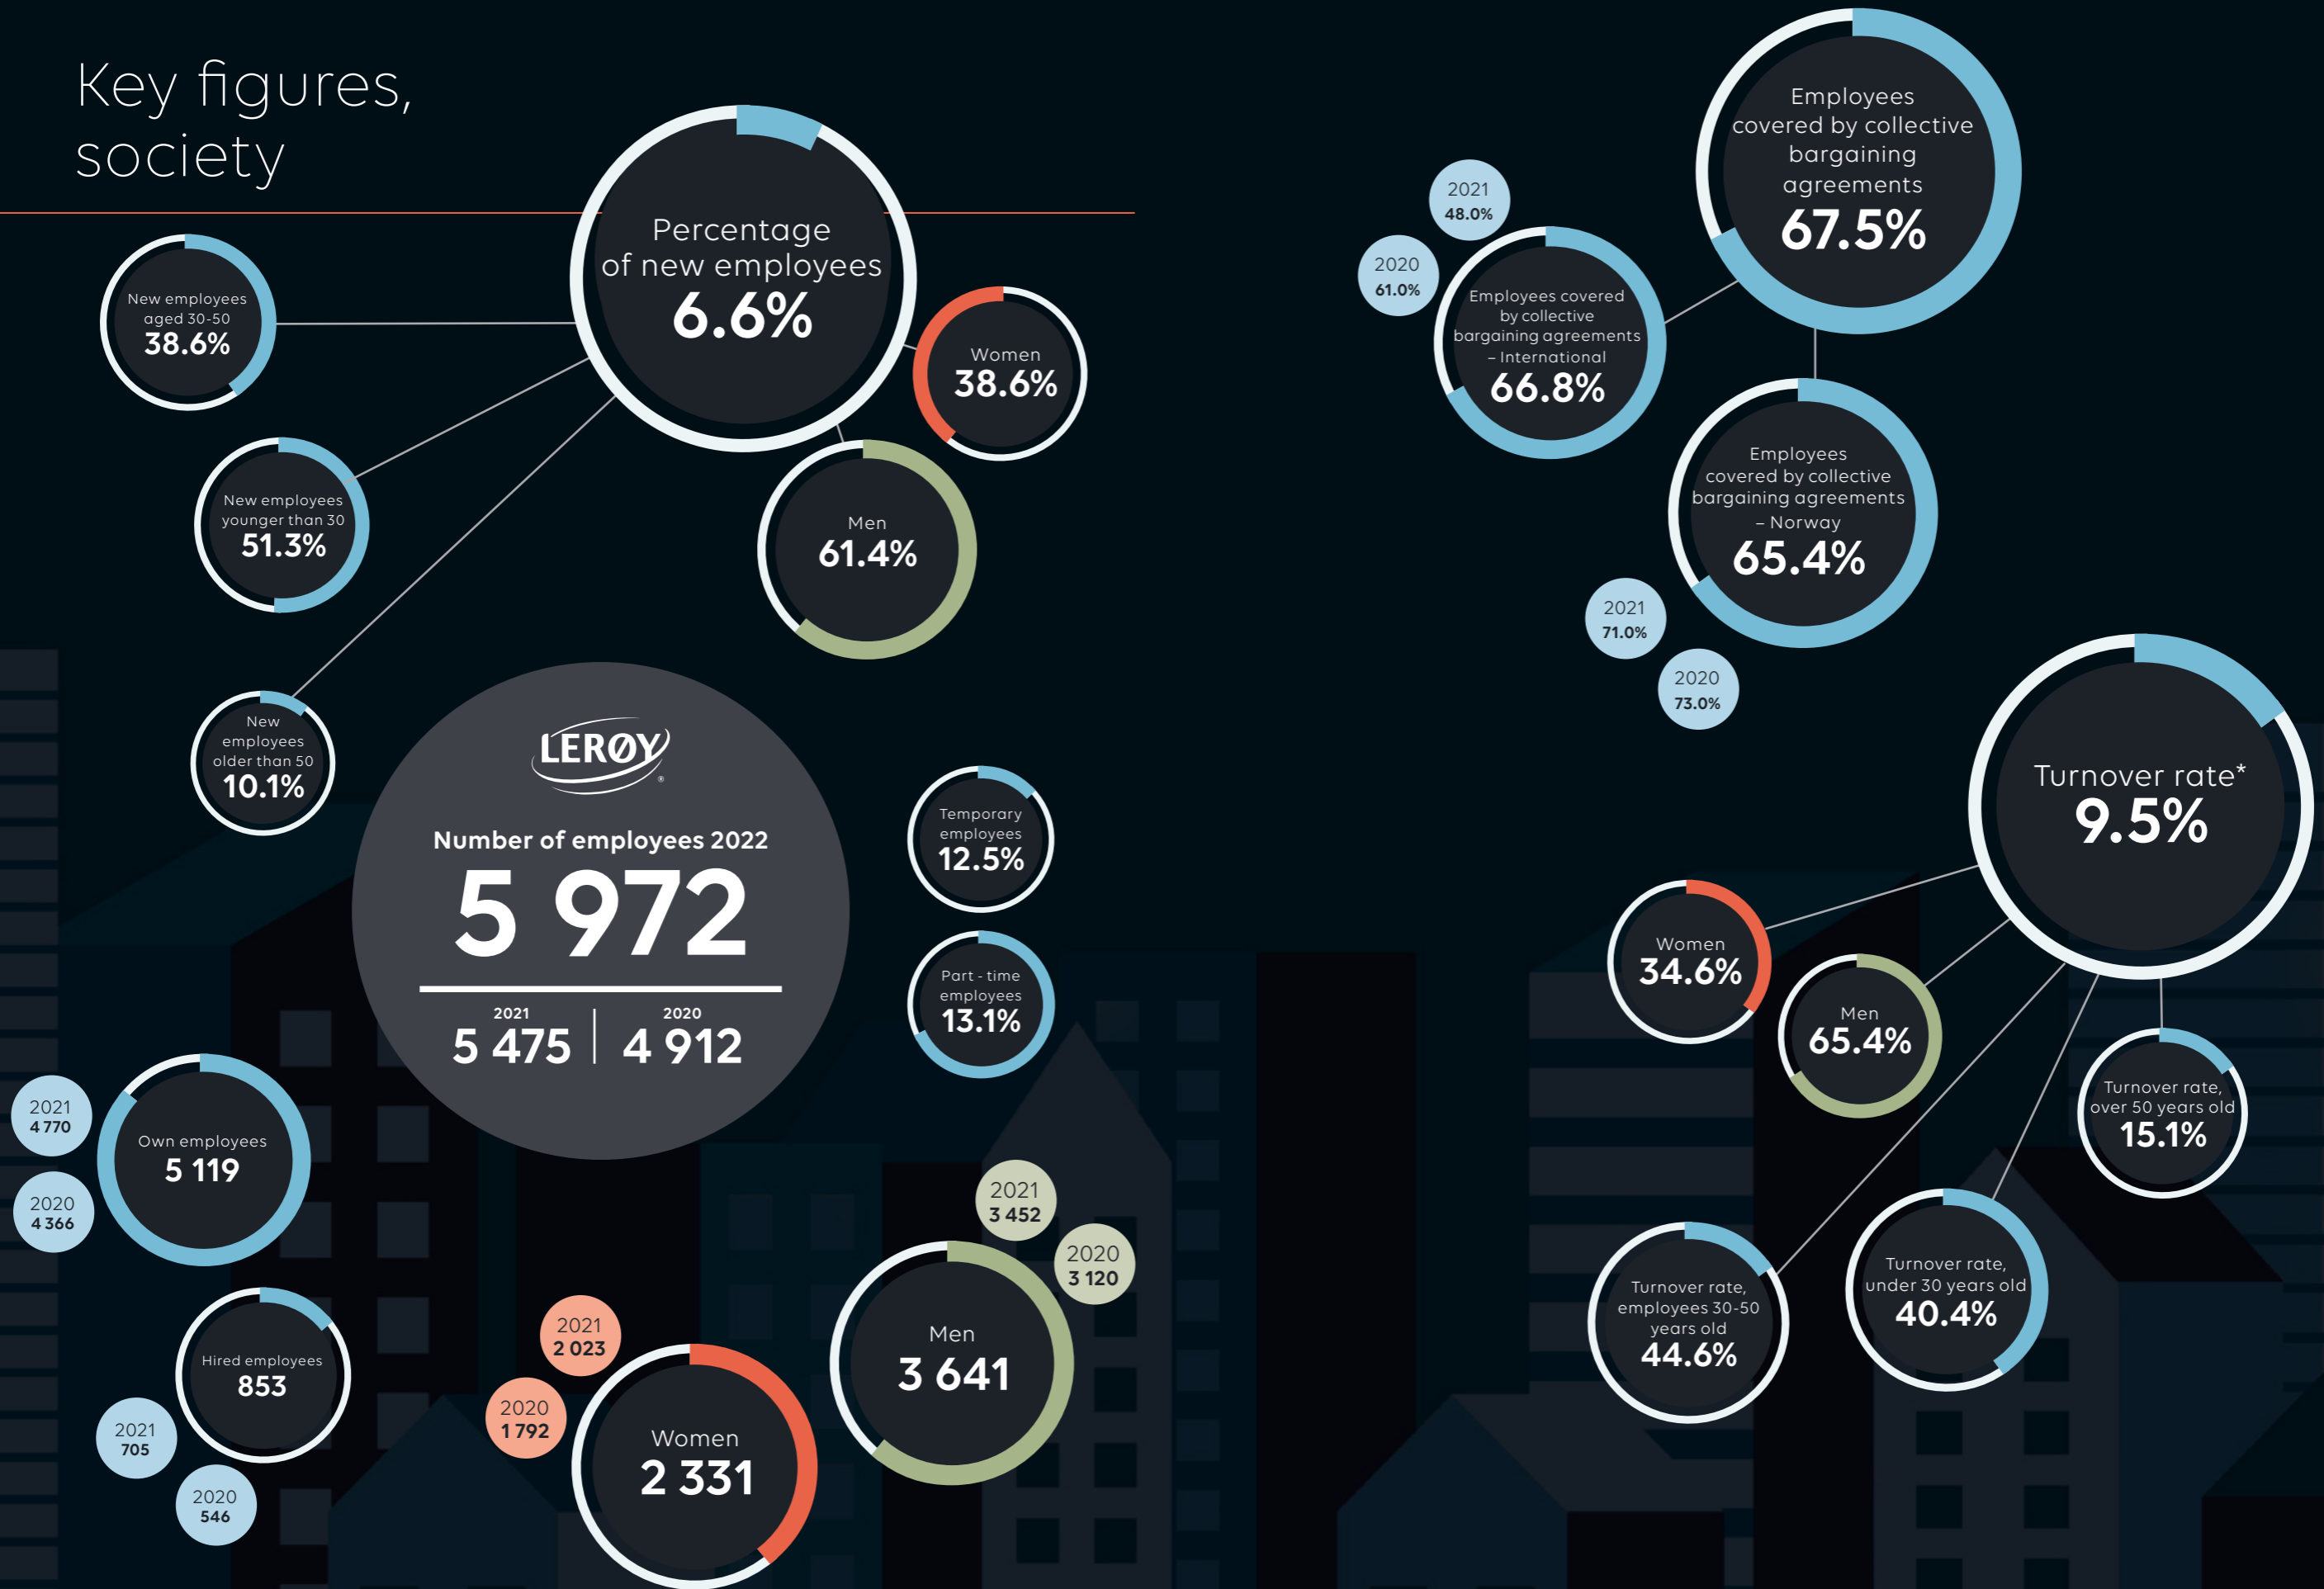 Key figures,
society
Percentage
of new employees
6.6%
New employees
aged 30-50
38.6%
New employees
younger than 30
51.3%
New
employees
older than 50
10.1%
Women
38.6%
Men
61.4%
LERØY
®
Number of employees 2022
5 972
2021
5 475
2020
4 912
Temporary
employees
12.5%
Part - time
employees
13.1%
Own employees
5 119
2021
4 770
2020
4 366
Hired employees
853
2021
705
2020
546
Women
2 331
2021
2 023
2020
1 792
Men
3 641
2021
3 452
2020
3 120
Employees
covered by collective
bargaining
agreements
67.5%
Employees covered
by collective
bargaining agreements
– International
66.8%
2021
48.0%
2020
61.0%
Employees
covered by collective
bargaining agreements
– Norway
65.4%
2021
71.0%
2020
73.0%
Turnover rate*
9.5%
Women
34.6%
Men
65.4%
Turnover rate,
over 50 years old
15.1%
Turnover rate,
under 30 years old
40.4%
Turnover rate,
employees 30-50
years old
44.6%